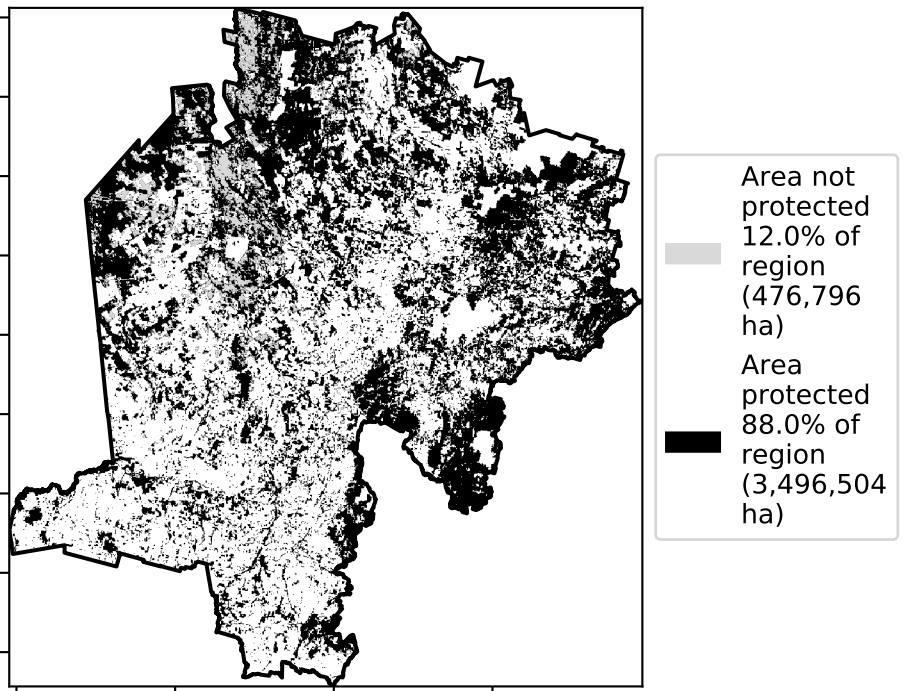 Area not
protected
12.0% of
region
(476,796
ha)
Area
protected
88.0% of
region
(3,496,504
ha)